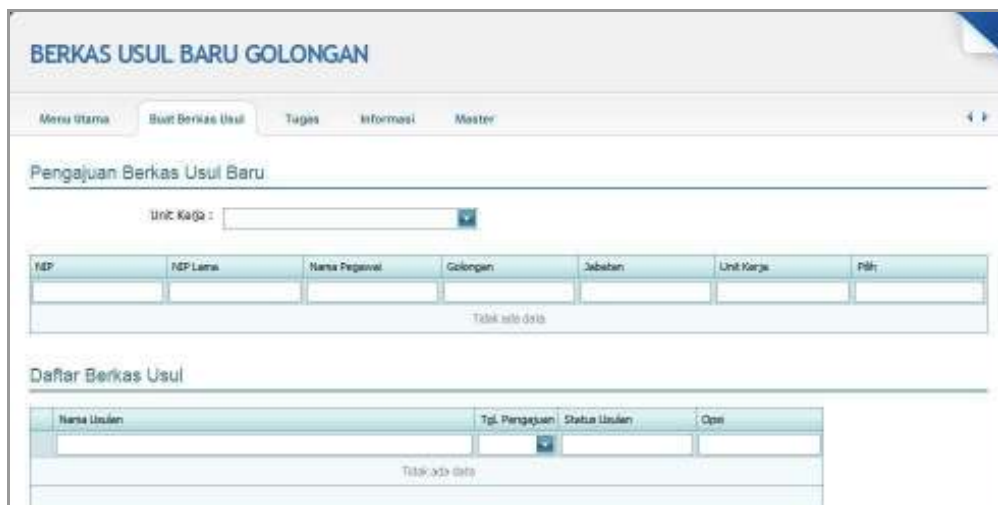 BERKAS USUL BARU GOLONGAN
Menu Utama Buat Berkas Usul Tugas Informasi Master
Pengajuan Berkas Usul Baru
Unit Kerja :
NIP NIP Lama Nama Pegawai Golongan Jabatan Unit Kerja Pilih
Tidak ada data
Daftar Berkas Usul
Nama Usulan Tgl. Pengajuan Status Usulan Opsi
Tidak ada data